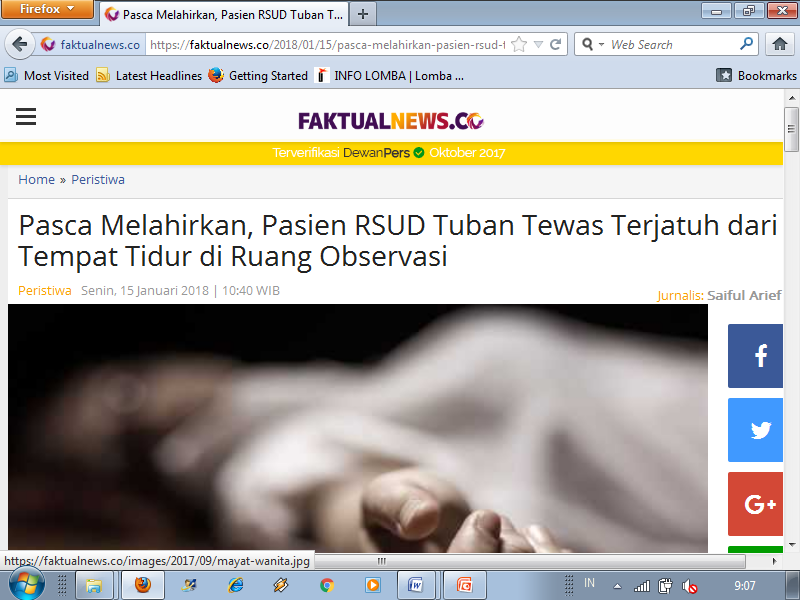 Firefox
Pasca Melahirkan, Pasien RSUD Tuban T...
faktualnews.co
https://faktualnews.co/2018/01/15/pasca-melahirkan-pasien-rsud-t
Web Search
Most Visited
Latest Headlines
Getting Started
INFO LOMBA | Lomba ...
Bookmarks
FAKTUALNEWS.CO
Terverifikasi DewanPers Oktober 2017
Home » Peristiwa
Pasca Melahirkan, Pasien RSUD Tuban Tewas Terjatuh dari
Tempat Tidur di Ruang Observasi
Peristiwa Senin, 15 Januari 2018 | 10:40 WIB
Jurnalis: Saiful Arief
f
G+
https://faktualnews.co/images/2017/09/mayat-wanita.jpg
IN
9:07